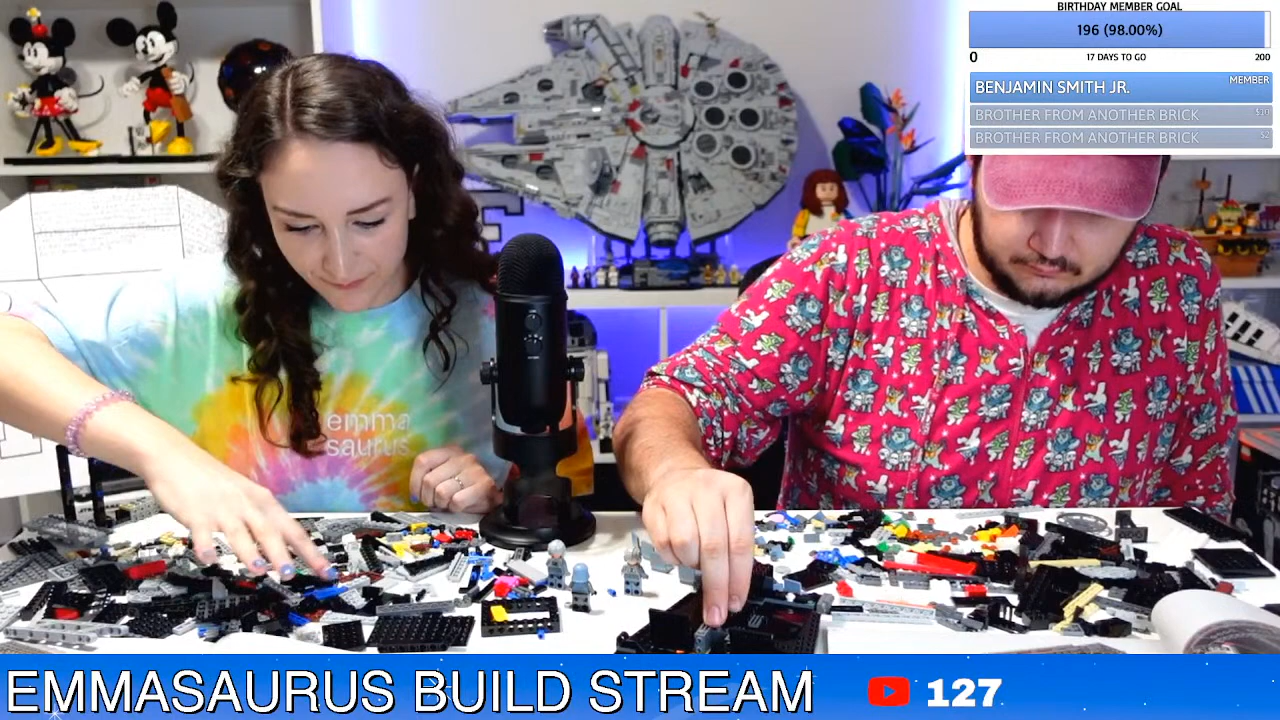 BIRTHDAY MEMBER GOAL
196 (98.00%)
0
17 DAYS TO GO
200
BENJAMIN SMITH JR.
MEMBER
BROTHER FROM ANOTHER BRICK
BROTHER FROM ANOTHER BRICK
$2
emma
saurus
EMMASAURUS BUILD STREAM
127